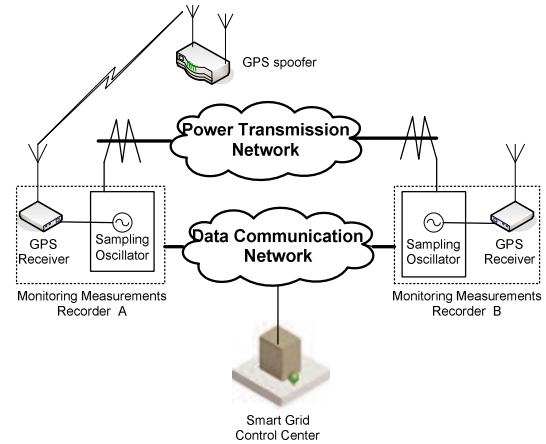 GPS spoofer
Power Transmission
Network
GPS
Receiver
Sampling
Oscillator
Data Communication
Network
Sampling
Oscillator
GPS
Receiver
Monitoring Measurements
Recorder A
Monitoring Measurements
Recorder B
Smart Grid
Control Center